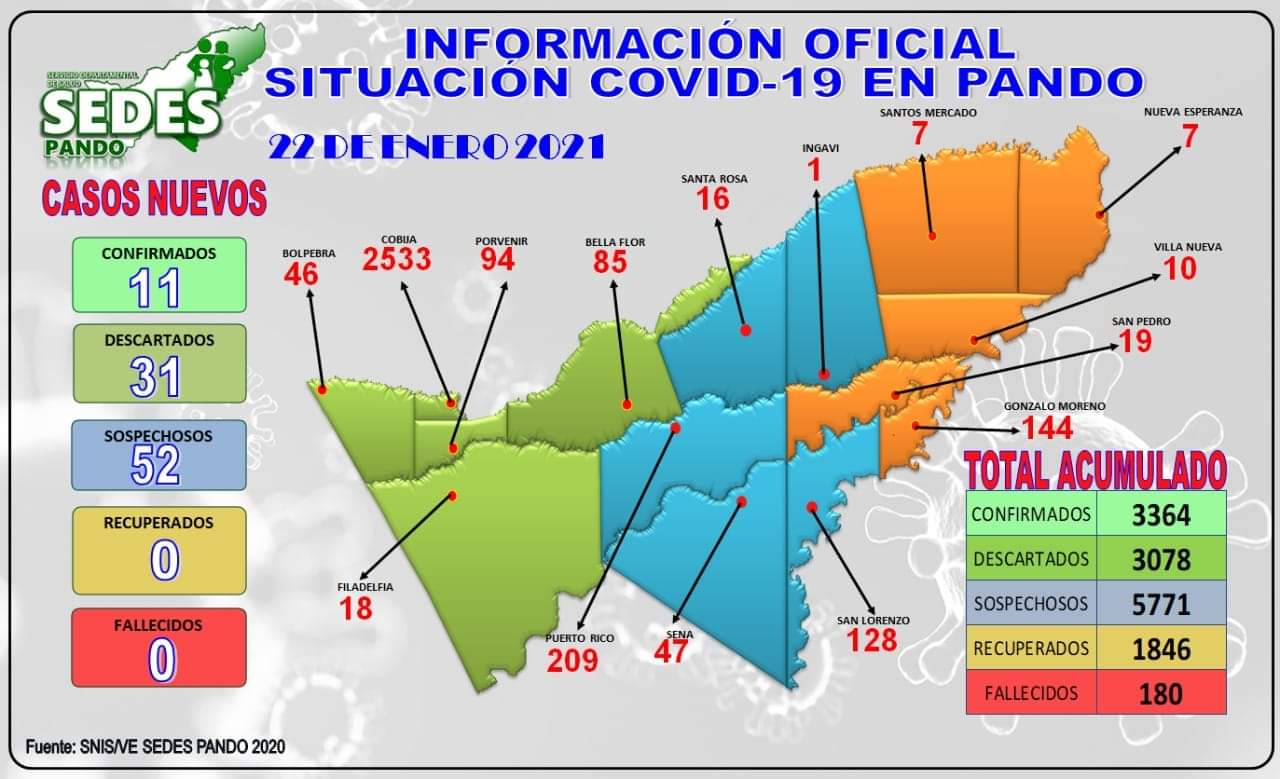 INFORMACIÓN OFICIAL
SITUACIÓN COVID-19 EN PANDO
SERVICIO DEPARTAMENTAL
DE SALUD
SEDES
PANDO
22 DE ENERO 2021
CASOS NUEVOS
CONFIRMADOS
11
DESCARTADOS
31
SOSPECHOSOS
52
RECUPERADOS
0
FALLECIDOS
0
BOLPEBRA
46
COBIJA
2533
PORVENIR
94
BELLA FLOR
85
SANTA ROSA
16
INGAVI
1
SANTOS MERCADO
7
NUEVA ESPERANZA
7
VILLA NUEVA
10
SAN PEDRO
19
GONZALO MORENO
144
FILADELFIA
18
PUERTO RICO
209
SENA
47
SAN LORENZO
128
TOTAL ACUMULADO
CONFIRMADOS 3364
DESCARTADOS 3078
SOSPECHOSOS 5771
RECUPERADOS 1846
FALLECIDOS 180
Fuente: SNIS/VE SEDES PANDO 2020